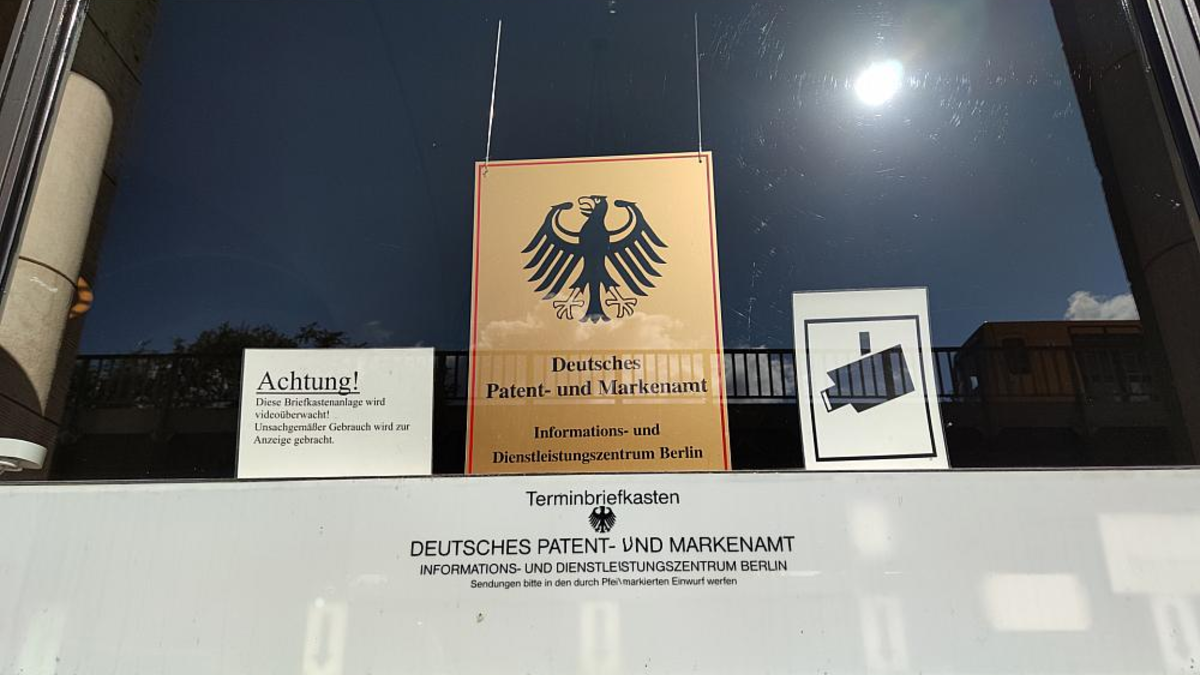 Achtung!
Diese Briefkastenanlage wird
videoüberwacht!
Unsachgemäßer Gebrauch wird zur
Anzeige gebracht.
Deutsches
Patent- und Markenamt
Informations- und
Dienstleistungszentrum Berlin
Terminbriefkasten
DEUTSCHES PATENT- UND MARKENAMT
INFORMATIONS- UND DIENSTLEISTUNGSZENTRUM BERLIN
Sendungen bitte in den durch Pfeil markierten Einwurf werfen